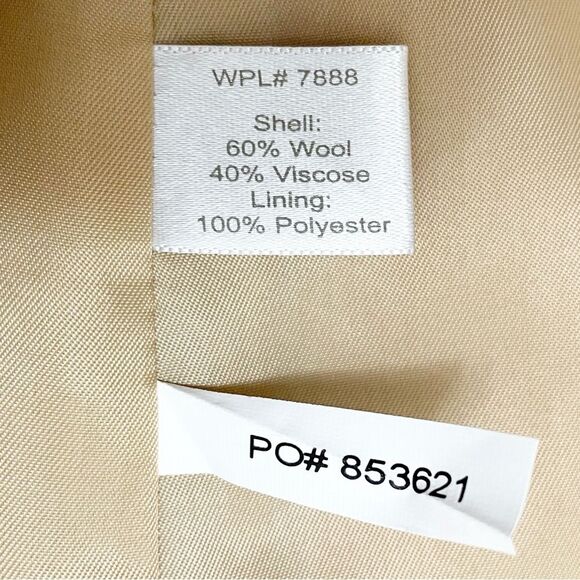 WPL# 7888
Shell:
60% Wool
40% Viscose
Lining:
100% Polyester
PO# 853621